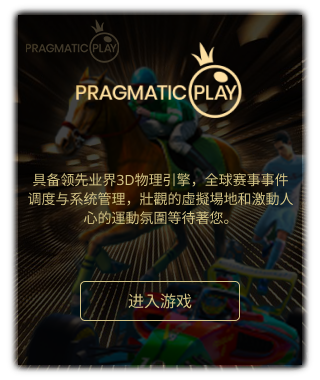 PRAGMATIC PLAY
PRAGMATIC PLAY
具备领先业界3D物理引擎，全球赛事事件
调度与系统管理，壯觀的虛擬場地和激動人
心的運動氛圍等待著您。
进入游戏